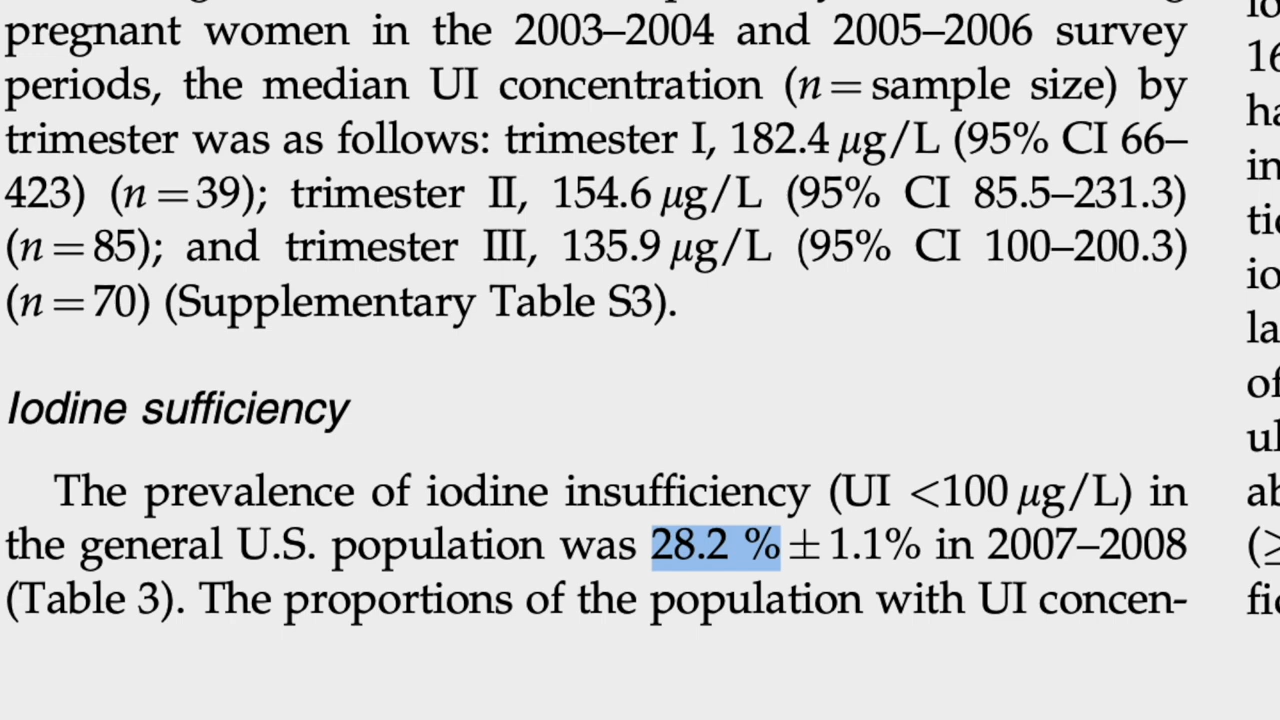 pregnant women in the 2003–2004 and 2005–2006 survey
periods, the median UI concentration (n = sample size) by
trimester was as follows: trimester I, 182.4 μg/L (95% CI 66–
423) (n = 39); trimester II, 154.6 μg/L (95% CI 85.5–231.3)
(n = 85); and trimester III, 135.9 μg/L (95% CI 100–200.3)
(n = 70) (Supplementary Table S3).
Iodine sufficiency
The prevalence of iodine insufficiency (UI <100 μg/L) in
the general U.S. population was 28.2 % ± 1.1% in 2007–2008
(Table 3). The proportions of the population with UI concen-